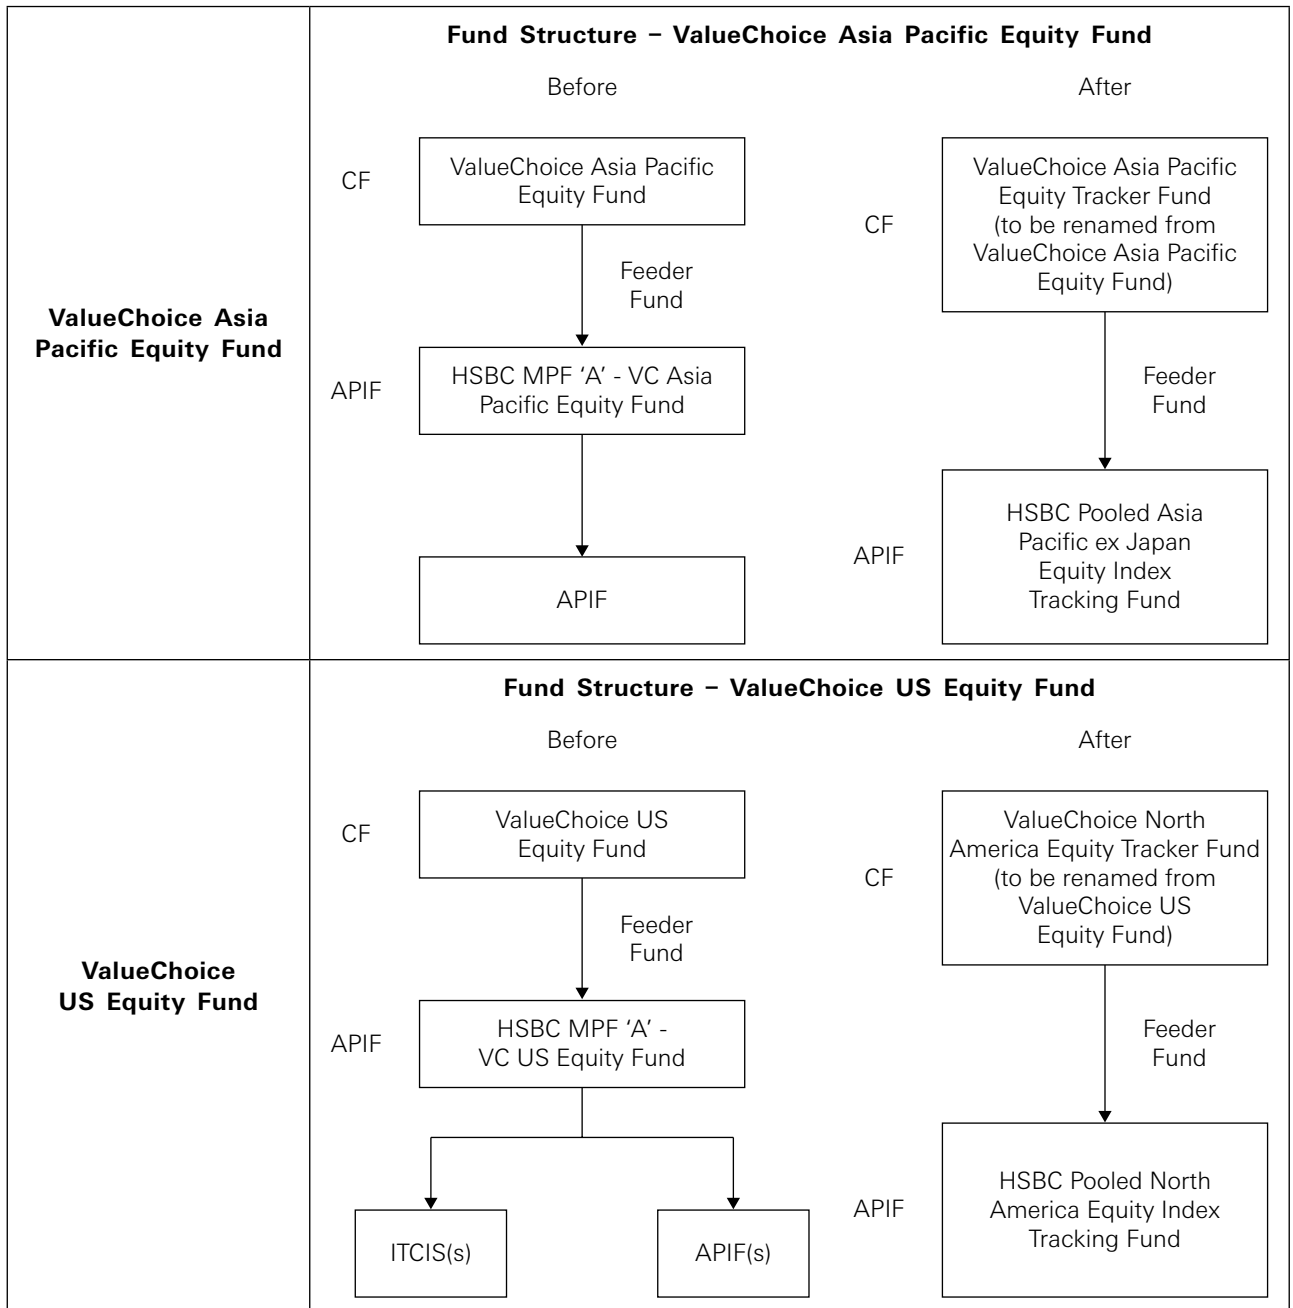 ValueChoice Asia
Pacific Equity Fund
Fund Structure – ValueChoice Asia Pacific Equity Fund
Before
CF
ValueChoice Asia Pacific
Equity Fund
Feeder
Fund
APIF
HSBC MPF ‘A’ - VC Asia
Pacific Equity Fund
APIF
After
CF
ValueChoice Asia Pacific
Equity Tracker Fund
(to be renamed from
ValueChoice Asia Pacific
Equity Fund)
Feeder
Fund
APIF
HSBC Pooled Asia
Pacific ex Japan
Equity Index
Tracking Fund
ValueChoice
US Equity Fund
Fund Structure – ValueChoice US Equity Fund
Before
CF
ValueChoice US
Equity Fund
Feeder
Fund
APIF
HSBC MPF ‘A’ -
VC US Equity Fund
ITCIS(s)
APIF(s)
After
CF
ValueChoice North
America Equity Tracker Fund
(to be renamed from
ValueChoice US
Equity Fund)
Feeder
Fund
APIF
HSBC Pooled North
America Equity Index
Tracking Fund